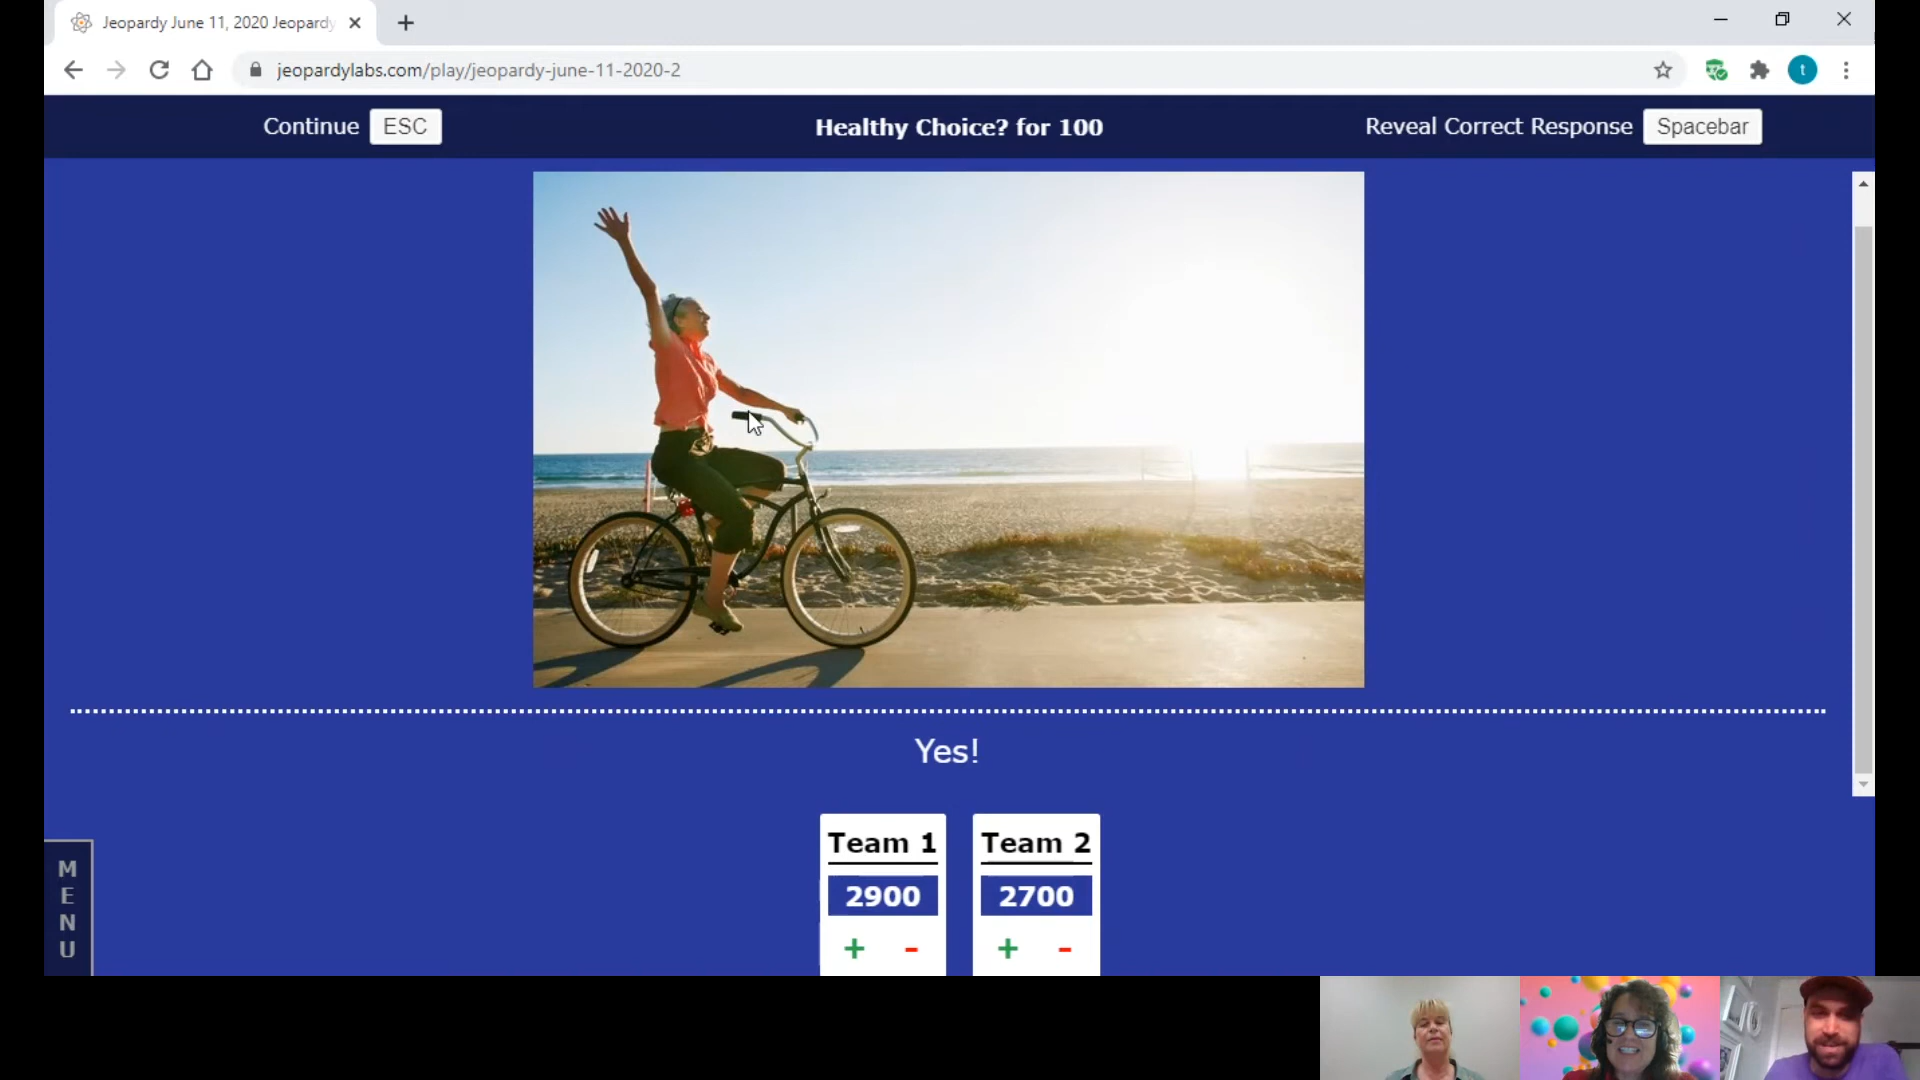 Jeopardy June 11, 2020 Jeopardy
jeopardylabs.com/play/jeopardy-june-11-2020-2
t
Continue ESC
Healthy Choice? for 100
Reveal Correct Response Spacebar
Yes!
Team 1 Team 2
2900 2700
+ - + -
MENU